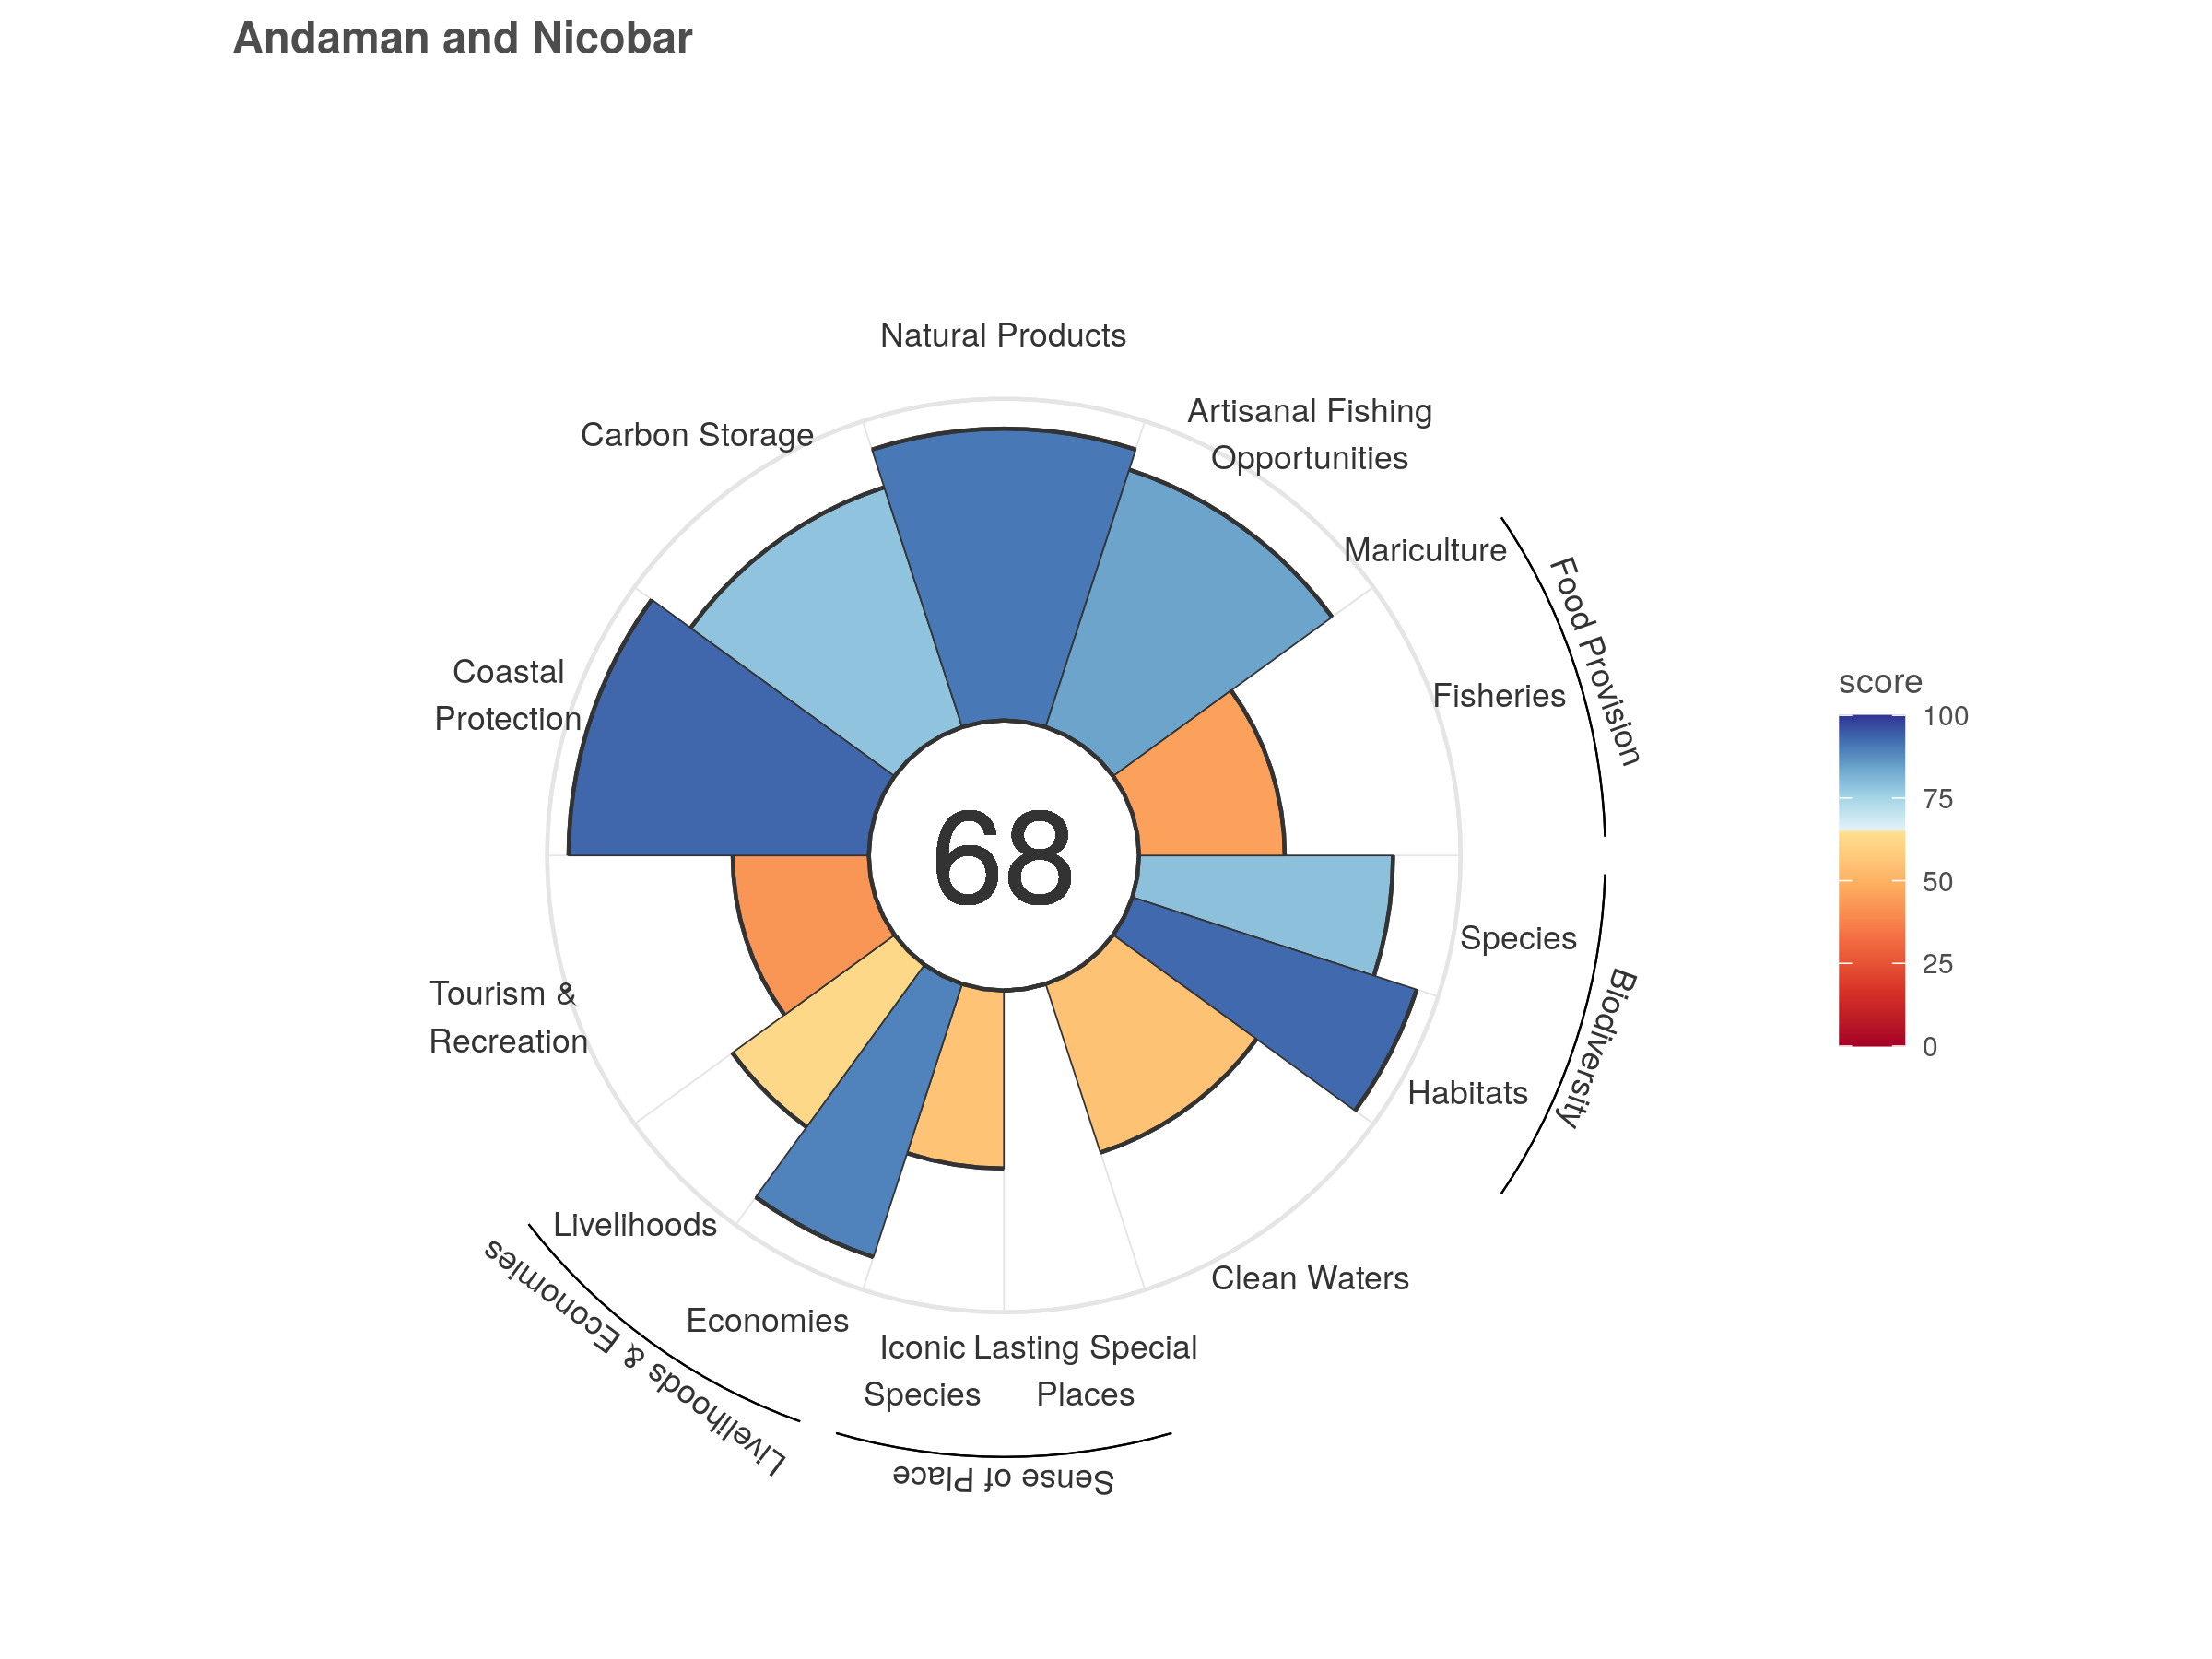 Andaman and Nicobar
Natural Products
Artisanal Fishing
Opportunities
Carbon Storage
Mariculture
Food Provision
Fisheries
Coastal
Protection
68
score
100
75
50
25
0
Species
Biodiversity
Habitats
Tourism &
Recreation
Livelihoods
Livelihoods & Economies
Economies
Clean Waters
Iconic
Species
Lasting Special
Places
Sense of Place